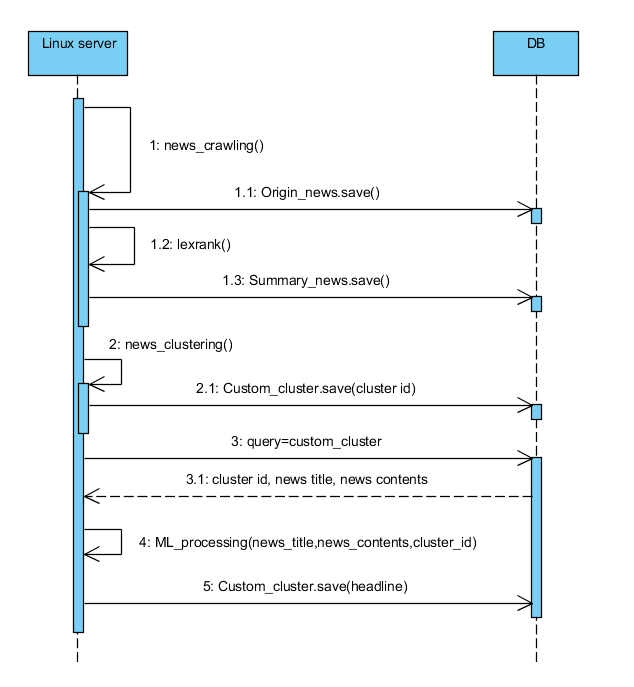 Linux server
DB
1: news_crawling()
1.1: Origin_news.save()
1.2: lexrank()
1.3: Summary_news.save()
2: news_clustering()
2.1: Custom_cluster.save(cluster id)
3: query=custom_cluster
3.1: cluster id, news title, news contents
4: ML_processing(news_title,news_contents,cluster_id)
5: Custom_cluster.save(headline)